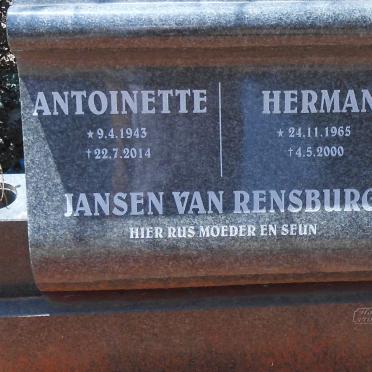 ANTOINETTE HERMAN
★ 9.4.1943 ★ 24.11.1965
† 22.7.2014 † 4.5.2000
JANSEN VAN RENSBURG
HIER RUS MOEDER EN SEUN